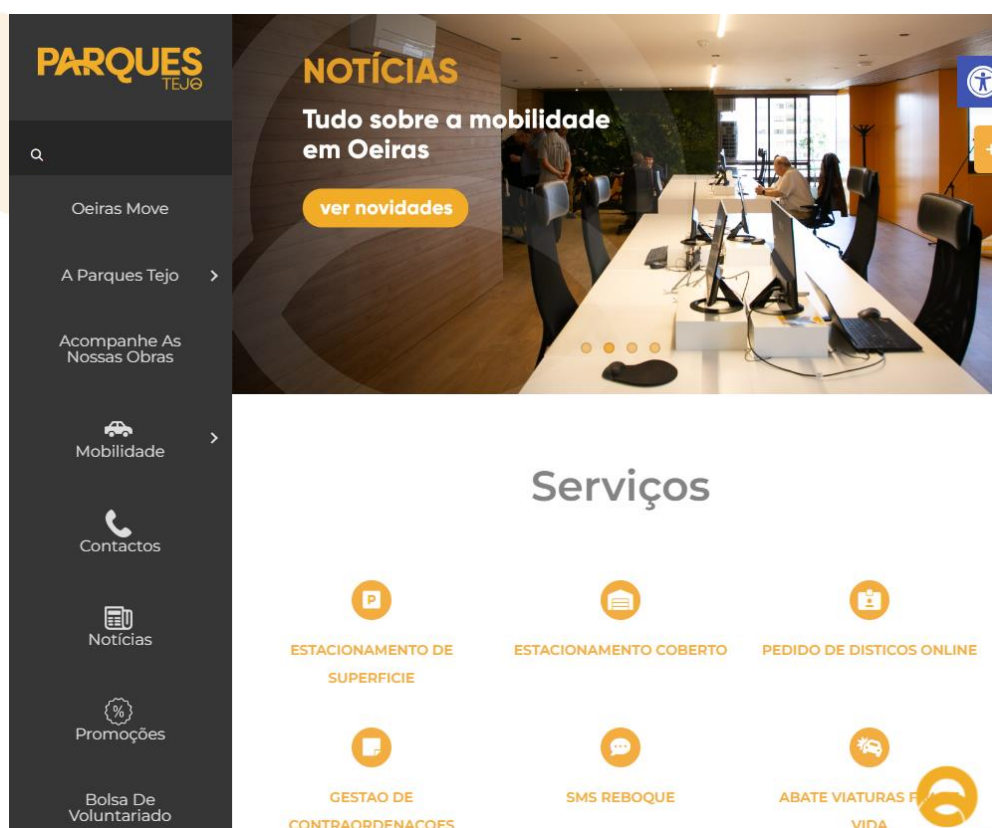 PARQUES
TEJO
Oeiras Move
A Parques Tejo
Acompanhe As
Nossas Obras
Mobilidade
Contactos
Notícias
Promoções
Bolsa De
Voluntariado
NOTÍCIAS
Tudo sobre a mobilidade
em Oeiras
ver novidades
Serviços
P
ESTACIONAMENTO DE
SUPERFICIE
ESTACIONAMENTO COBERTO
PEDIDO DE DISTICOS ONLINE
GESTAO DE
CONTRAORDENACOES
SMS REBOQUE
ABATE VIATURAS
VIDA